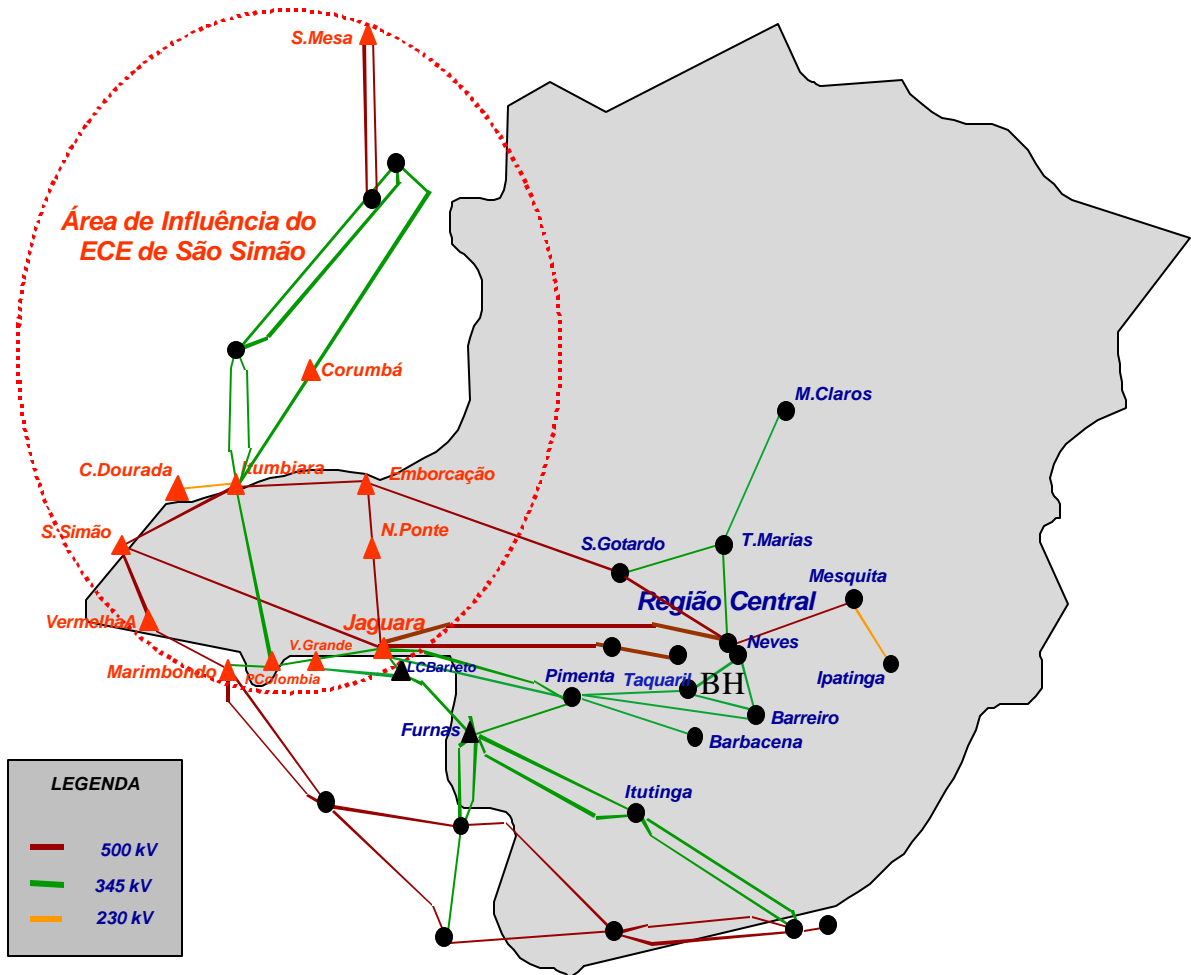 S.Mesa
Área de Influência do
ECE de São Simão
Corumbá
M.Claros
C.Dourada
Itumbiara
Emborcação
S.Simão
N.Ponte
S.Gotardo
T.Marias
Mesquita
Região Central
VermelhaA
Jaguara
V.Grande
Neves
Marimbondo
PColombia
LCBarreto
Pimenta
Taquaril
BH
Ipatinga
Furnas
Barreiro
Barbacena
Itutinga
LEGENDA
500 kV
345 kV
230 kV